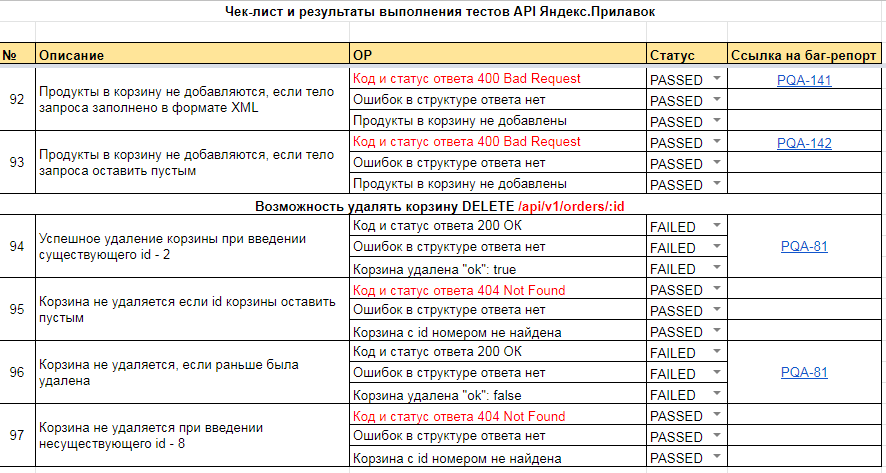 Чек-лист и результаты выполнения тестов API Яндекс.Прилавок
№ Описание ОР Статус Ссылка на баг-репорт
92 Продукты в корзину не добавляются, если тело запроса заполнено в формате XML
Код и статус ответа 400 Bad Request PASSED PQA-141
Ошибок в структуре ответа нет PASSED
Продукты в корзину не добавлены PASSED
93 Продукты в корзину не добавляются, если тело запроса оставить пустым
Код и статус ответа 400 Bad Request PASSED PQA-142
Ошибок в структуре ответа нет PASSED
Продукты в корзину не добавлены PASSED
Возможность удалять корзину DELETE /api/v1/orders/:id
94 Успешное удаление корзины при введении существующего id - 2
Код и статус ответа 200 ОК FAILED
Ошибок в структуре ответа нет FAILED PQA-81
Корзина удалена "ok": true FAILED
95 Корзина не удаляется если id корзины оставить пустым
Код и статус ответа 404 Not Found PASSED
Ошибок в структуре ответа нет PASSED
Корзина с id номером не найдена PASSED
96 Корзина не удаляется, если раньше была удалена
Код и статус ответа 200 ОК FAILED
Ошибок в структуре ответа нет FAILED PQA-81
Корзина удалена "ok": false FAILED
97 Корзина не удаляется при введении несуществующего id - 8
Код и статус ответа 404 Not Found PASSED
Ошибок в структуре ответа нет PASSED
Корзина с id номером не найдена PASSED